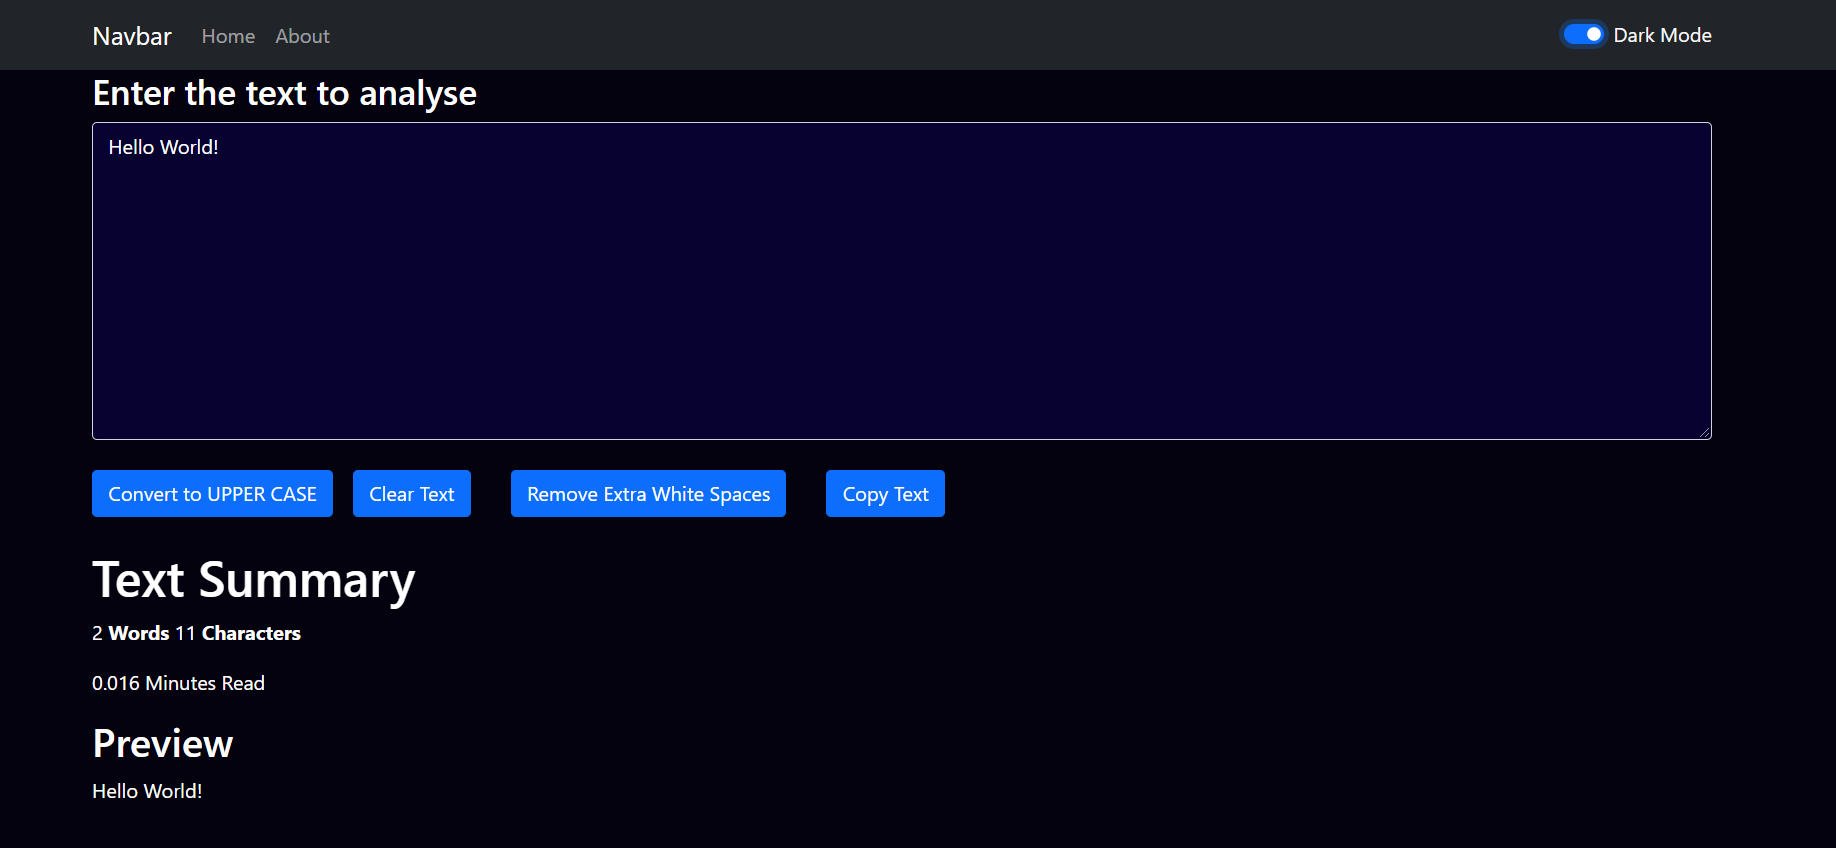 Navbar Home About Dark Mode
Enter the text to analyse
Hello World!
Convert to UPPER CASE Clear Text Remove Extra White Spaces Copy Text
Text Summary
2 Words 11 Characters
0.016 Minutes Read
Preview
Hello World!